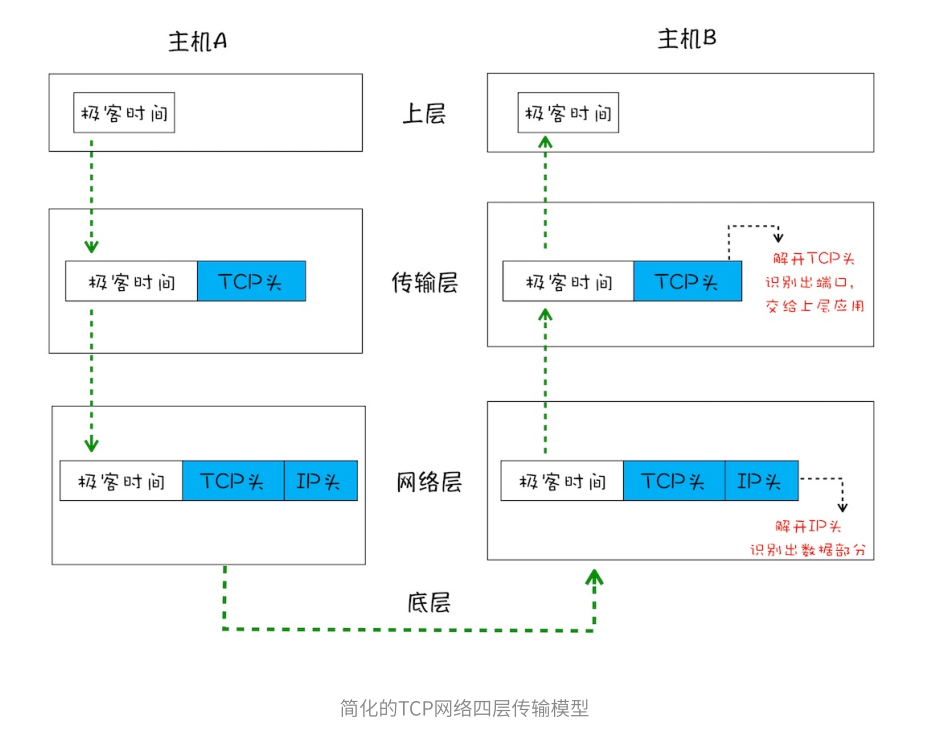 主机A
主机B
极客时间
上层
极客时间
极客时间
TCP头
传输层
极客时间
TCP头
解开TCP头
识别出端口，
交给上层应用
极客时间
TCP头
IP头
网络层
极客时间
TCP头
IP头
解开IP头
识别出数据部分
底层
简化的TCP网络四层传输模型